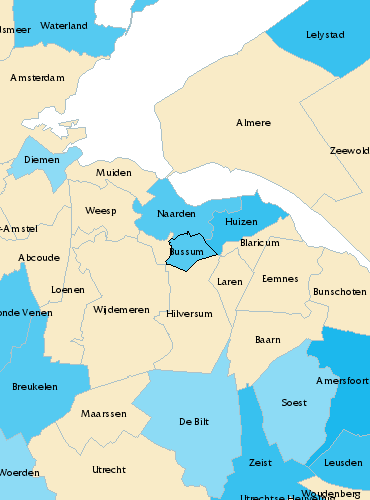 Waterland
Lelystad
smeer
Amsterdam
Almere
Zeewold
Diemen
Muiden
Weesp
Naarden
Huizen
-Amstel
Blaricum
Bussum
Abcoude
Loenen
Laren
Eemnes
Bunschoten
onde Venen
Wijdemeren
Hilversum
Baarn
Breukelen
Amersfoort
Soest
Maarssen
De Bilt
Woerden
Utrecht
Zeist
Leusden
Woudenberg
Utrechtse Heuvelrug